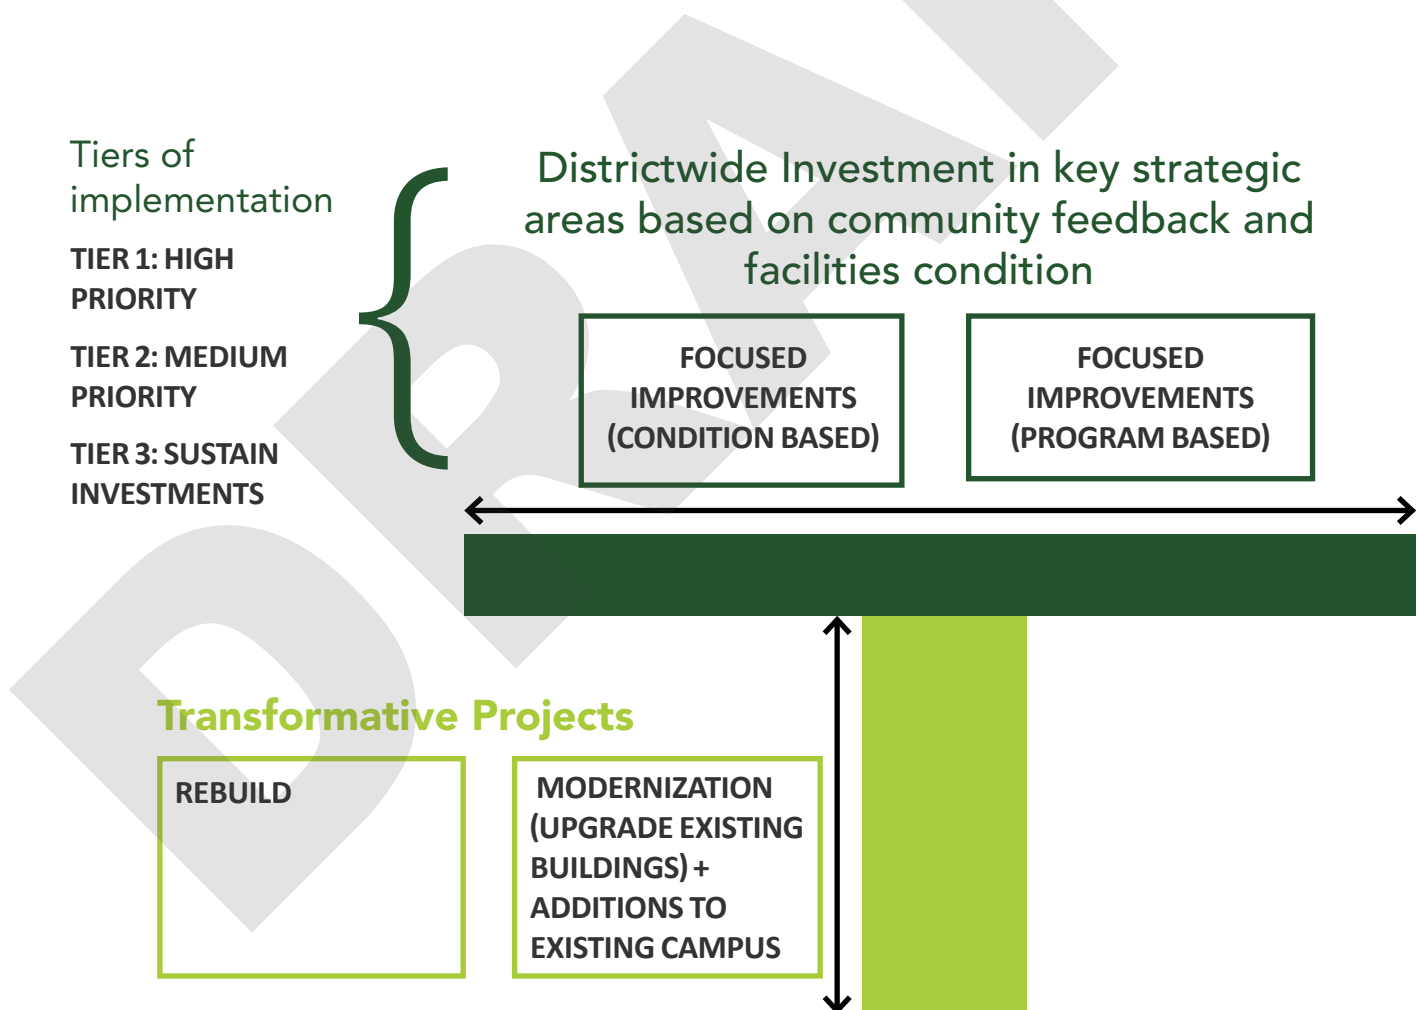 Tiers of
implementation
TIER 1: HIGH
PRIORITY
TIER 2: MEDIUM
PRIORITY
TIER 3: SUSTAIN
INVESTMENTS
Districtwide Investment in key strategic
areas based on community feedback and
facilities condition
FOCUSED
IMPROVEMENTS
(CONDITION BASED)
FOCUSED
IMPROVEMENTS
(PROGRAM BASED)
Transformative Projects
REBUILD
MODERNIZATION
(UPGRADE EXISTING
BUILDINGS) +
ADDITIONS TO
EXISTING CAMPUS
DRA